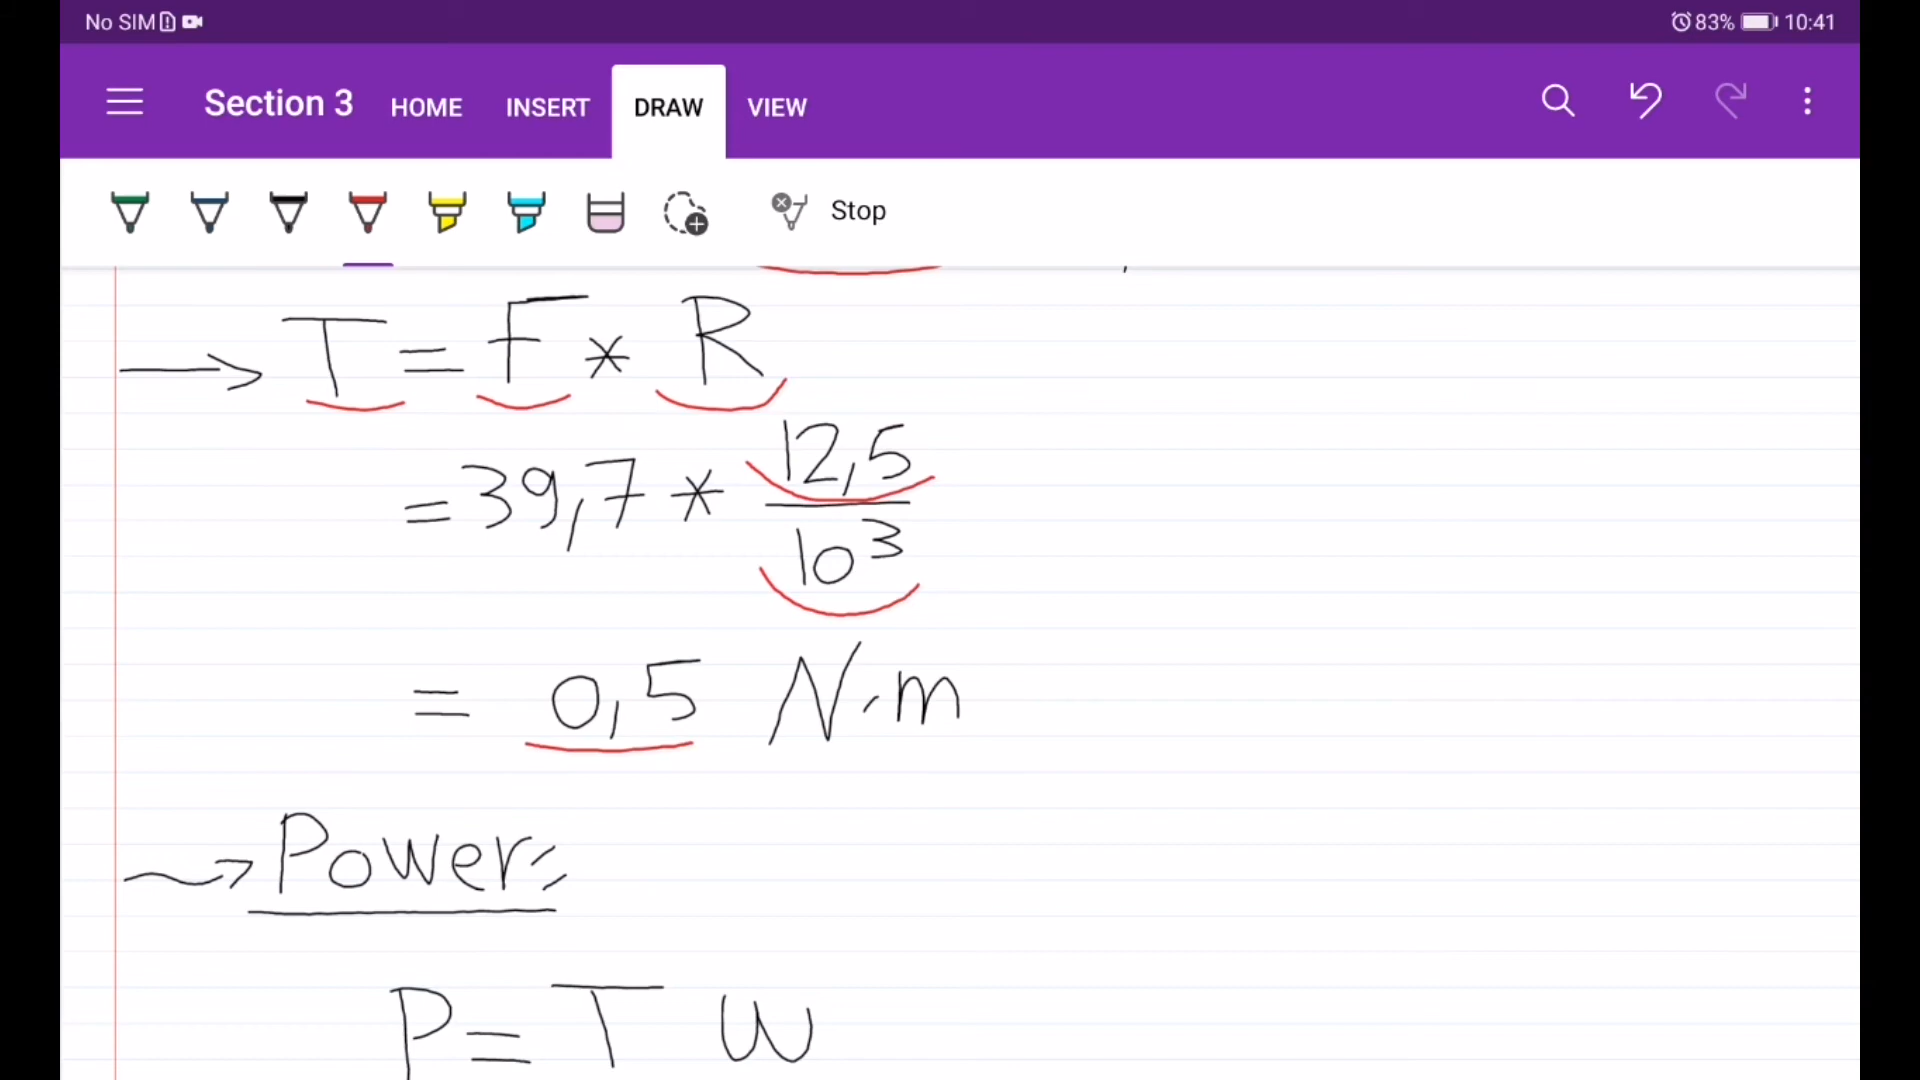 No SIM 83% 10:41
Section 3 HOME INSERT DRAW VIEW
Stop
→ T = F * R
= 39,7 * 12,5 / 10³
= 0,5 N.m
→ Power:
P = T ω